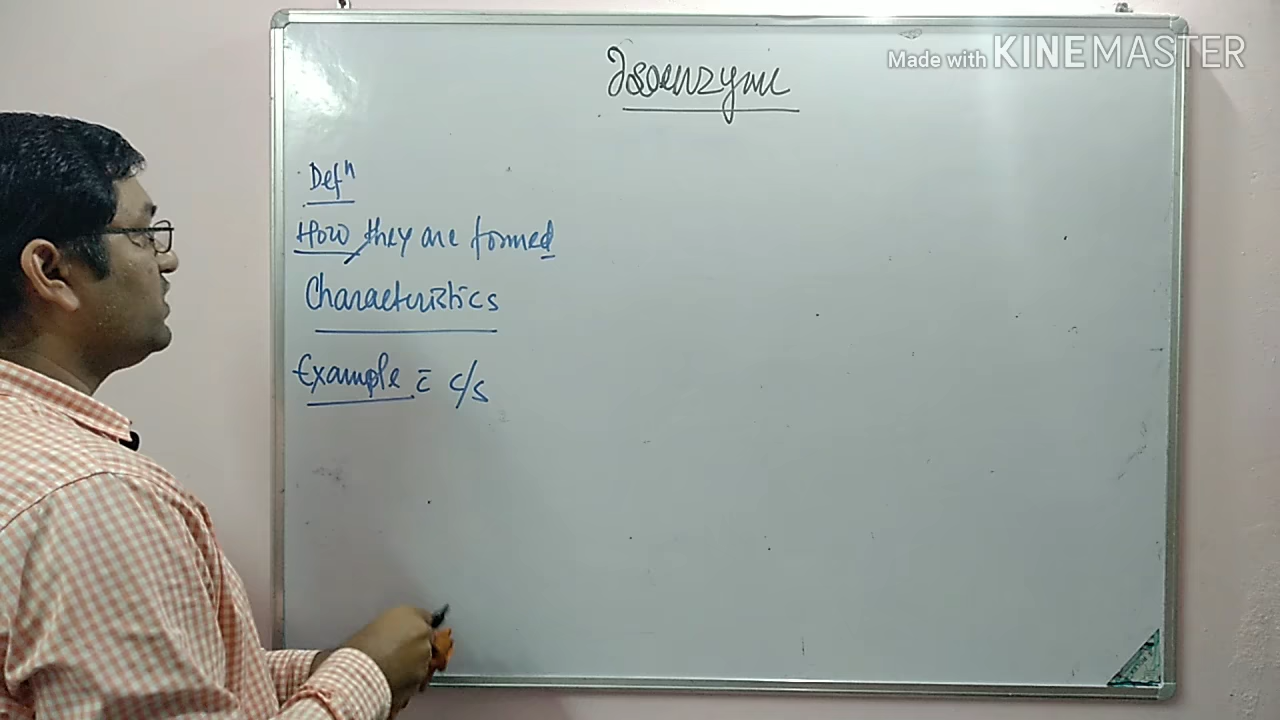 Isoenzyme
Made with KINEMASTER
Defⁿ
How they are formed
Characteristics
Example c̄ c/s